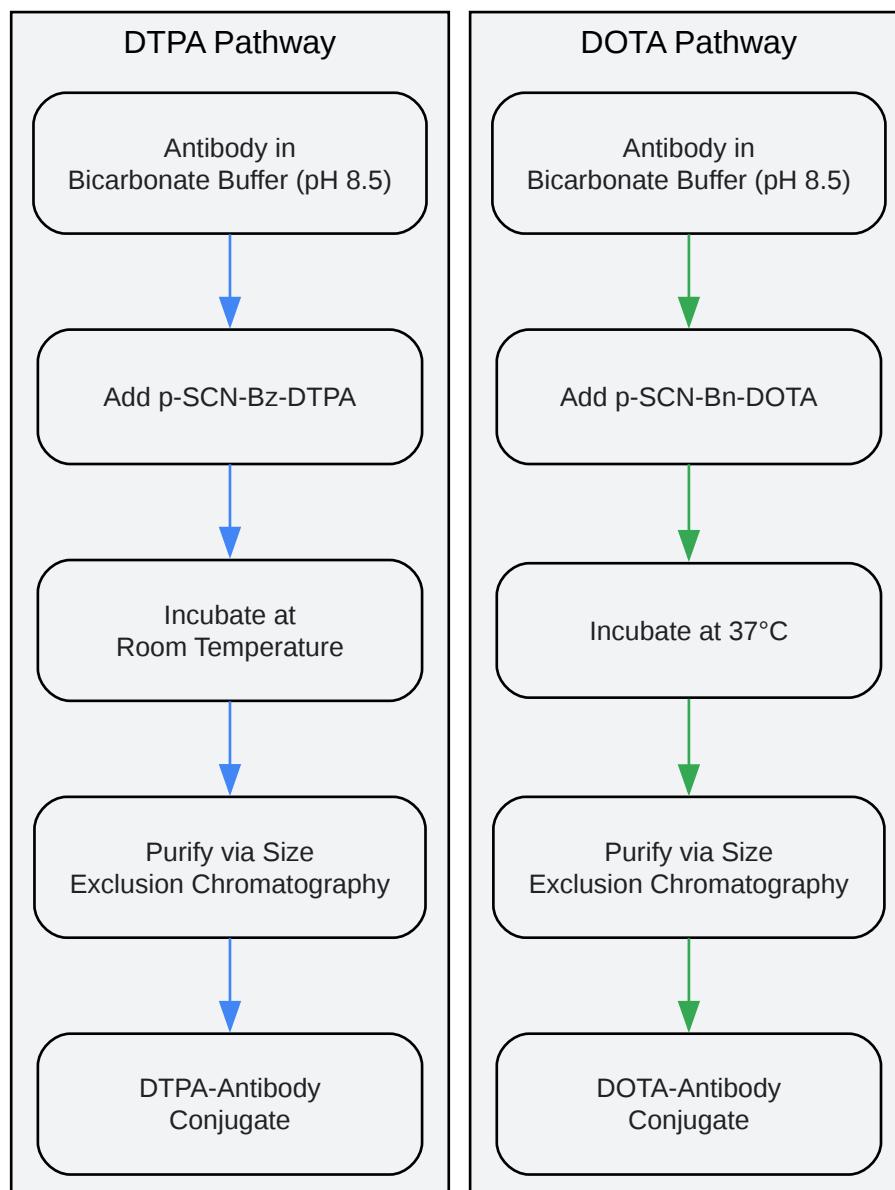 DTPA Pathway
Antibody in
Bicarbonate Buffer (pH 8.5)
Add p-SCN-Bz-DTPA
Incubate at
Room Temperature
Purify via Size
Exclusion Chromatography
DTPA-Antibody
Conjugate
DOTA Pathway
Antibody in
Bicarbonate Buffer (pH 8.5)
Add p-SCN-Bn-DOTA
Incubate at 37°C
Purify via Size
Exclusion Chromatography
DOTA-Antibody
Conjugate